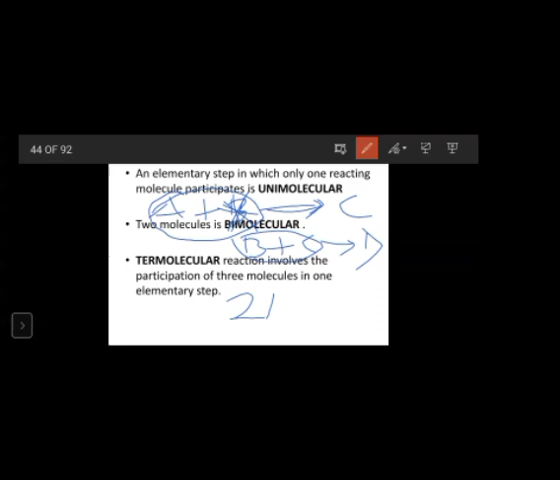 44 OF 92
• An elementary step in which only one reacting
molecule participates is UNIMOLECULAR
A + → C
• Two molecules is BIMOLECULAR .
B + → D
• TERMOLECULAR reaction involves the
participation of three molecules in one
elementary step.